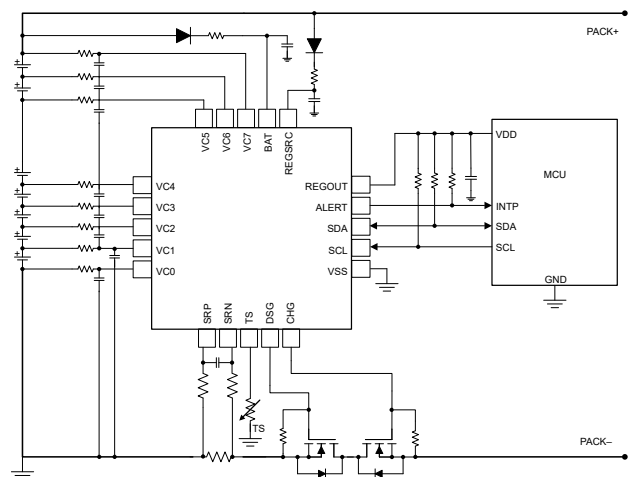 PACK+
VC5
VC6
VC7
BAT
REGSRC
VC4
VC3
VC2
VC1
VC0
REGOUT
ALERT
SDA
SCL
VSS
SRP
SRN
TS
DSG
CHG
VDD
MCU
INTP
SDA
SCL
GND
TS
PACK–